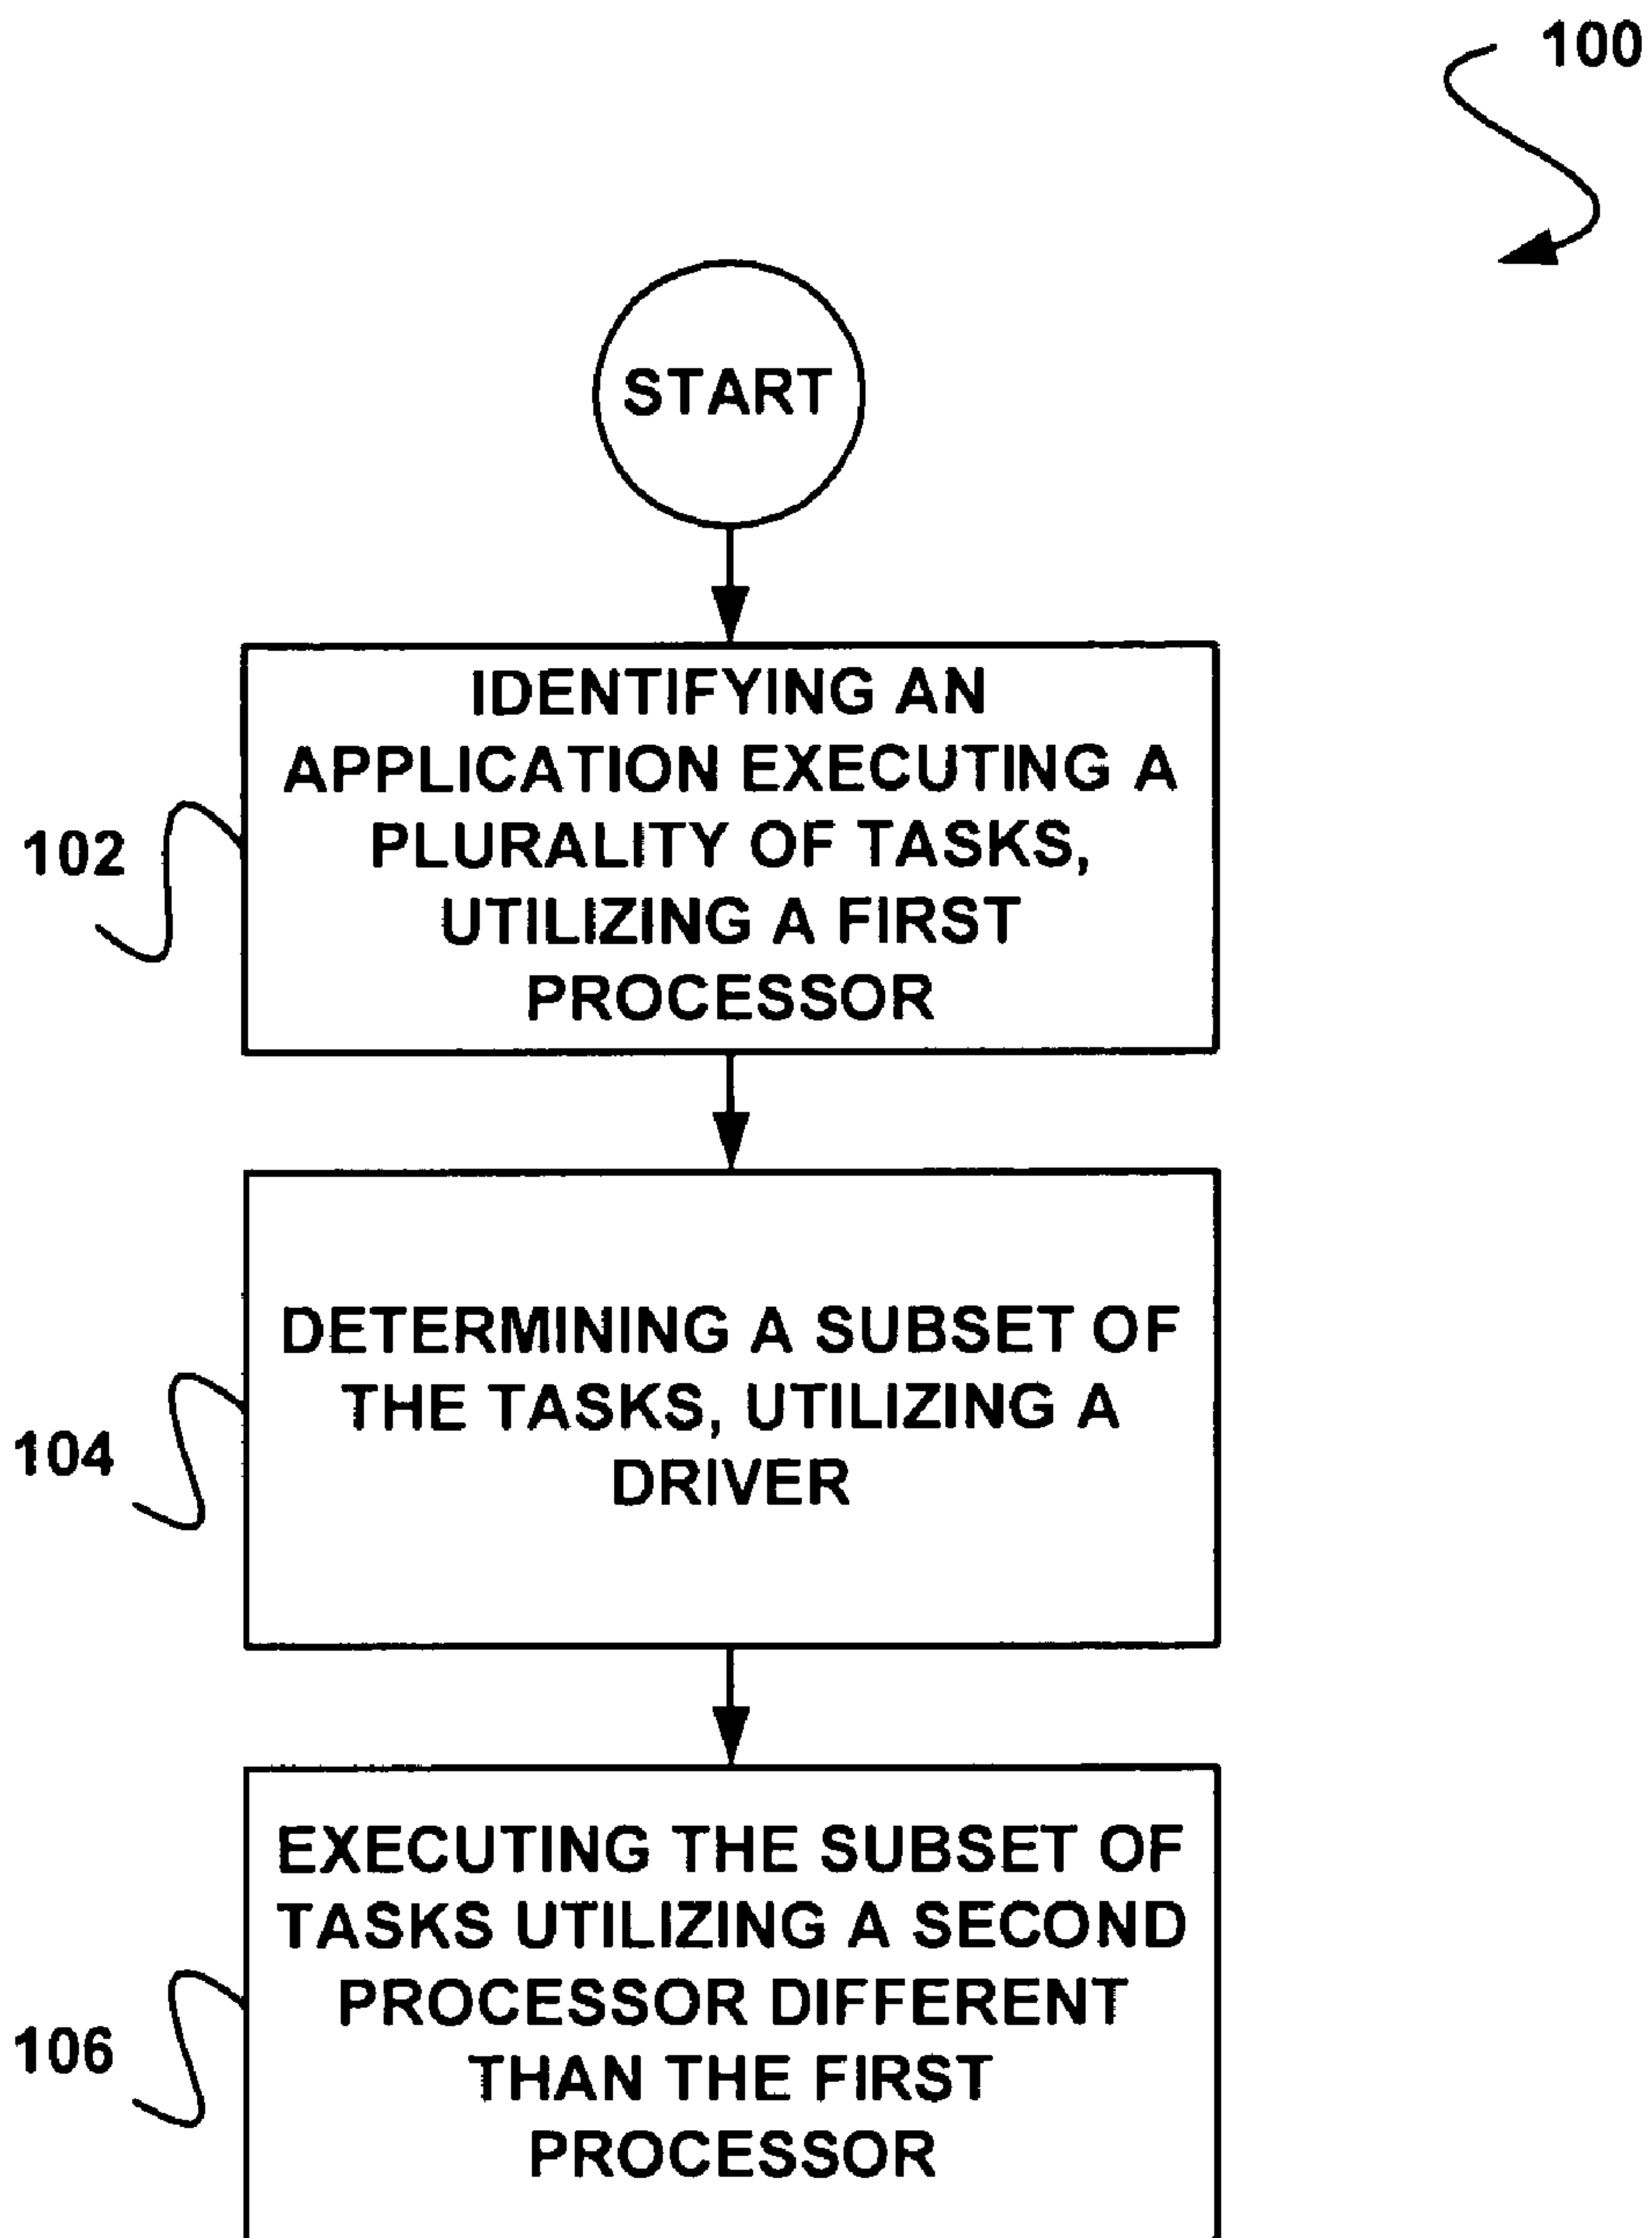 100
START
IDENTIFYING AN
APPLICATION EXECUTING A
PLURALITY OF TASKS,
UTILIZING A FIRST
PROCESSOR
102
DETERMINING A SUBSET OF
THE TASKS, UTILIZING A
DRIVER
104
EXECUTING THE SUBSET OF
TASKS UTILIZING A SECOND
PROCESSOR DIFFERENT
THAN THE FIRST
PROCESSOR
106